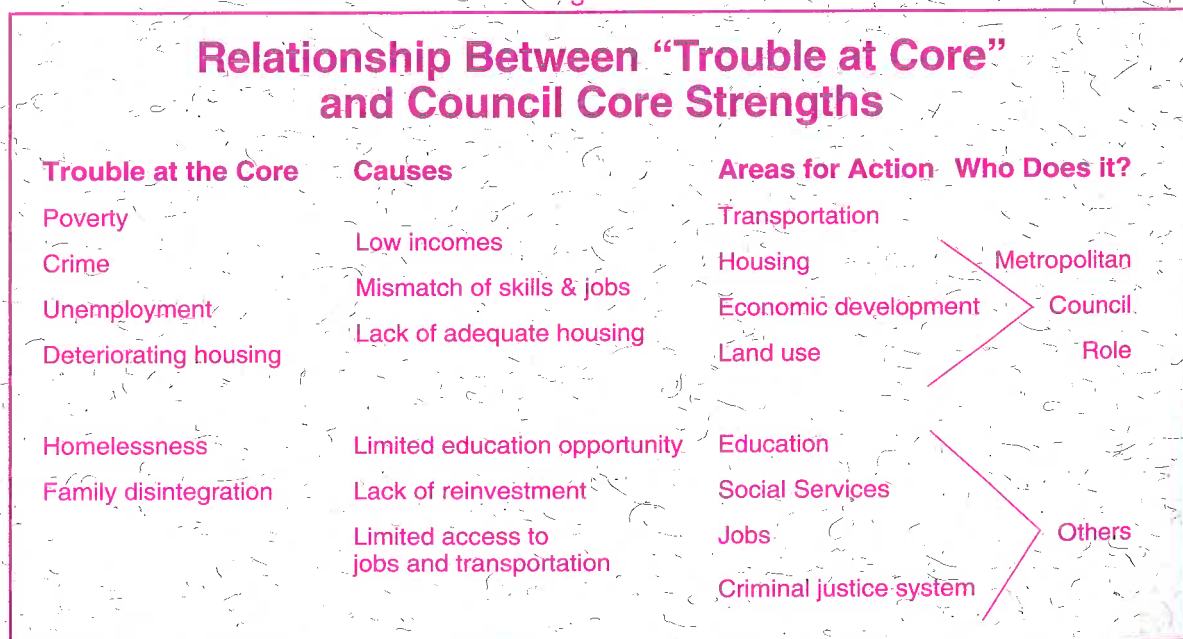 Relationship Between “Trouble at Core”
and Council Core Strengths
Trouble at the Core
Poverty
Crime
Unemployment
Deteriorating housing
Homelessness
Family disintegration
Causes
Low incomes
Mismatch of skills & jobs
Lack of adequate housing
Limited education opportunity
Lack of reinvestment
Limited access to
jobs and transportation
Areas for Action
Transportation
Housing
Economic development
Land use
Education
Social Services
Jobs
Criminal justice system
Who Does it?
Metropolitan
Council
Role
Others